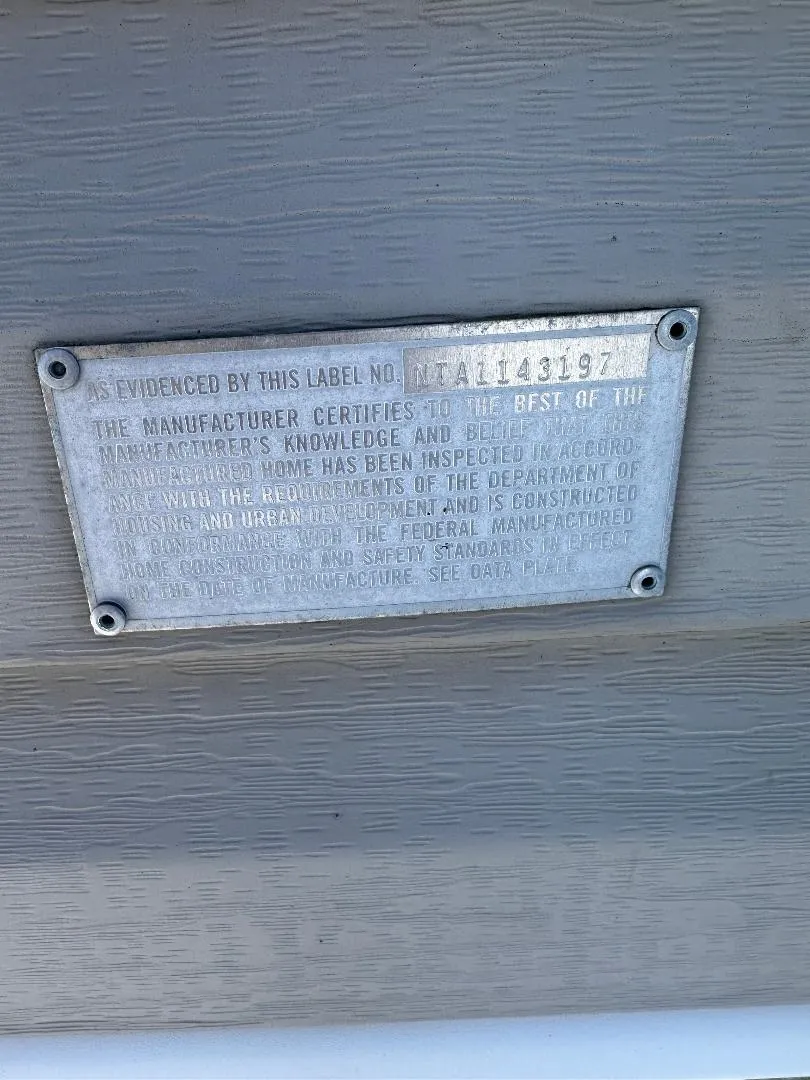 AS EVIDENCED BY THIS LABEL NO. NTA1143197
THE MANUFACTURER CERTIFIES TO THE BEST OF THE
MANUFACTURER'S KNOWLEDGE AND BELIEF THAT THIS
MANUFACTURED HOME HAS BEEN INSPECTED IN ACCORD-
ANCE WITH THE REQUIREMENTS OF THE DEPARTMENT OF
HOUSING AND URBAN DEVELOPMENT AND IS CONSTRUCTED
IN CONFORMANCE WITH THE FEDERAL MANUFACTURED
HOME CONSTRUCTION AND SAFETY STANDARDS IN EFFECT
ON THE DATE OF MANUFACTURE. SEE DATA PLATE.